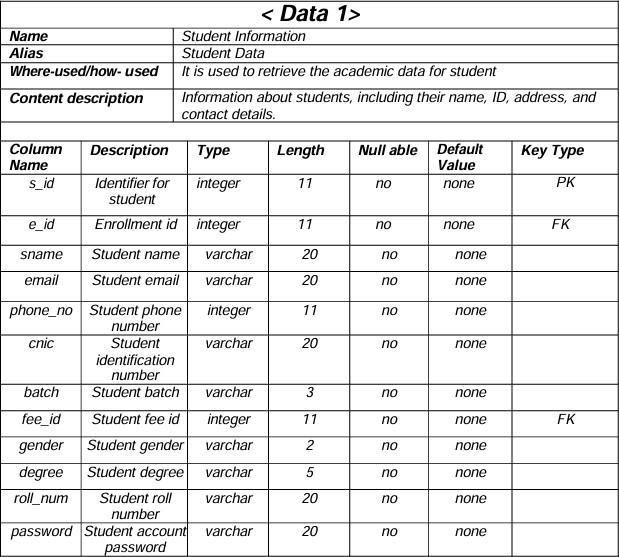 < Data 1>
Name Student Information
Alias Student Data
Where-used/how- used It is used to retrieve the academic data for student
Content description Information about students, including their name, ID, address, and
contact details.
Column Description Type Length Null able Default Key Type
Name Value
s_id Identifier for integer 11 no none PK
student
e_id Enrollment id integer 11 no none FK
sname Student name varchar 20 no none
email Student email varchar 20 no none
phone_no Student phone integer 11 no none
number
cnic Student varchar 20 no none
identification
number
batch Student batch varchar 3 no none
fee_id Student fee id integer 11 no none FK
gender Student gender varchar 2 no none
degree Student degree varchar 5 no none
roll_num Student roll varchar 20 no none
number
password Student account varchar 20 no none
password